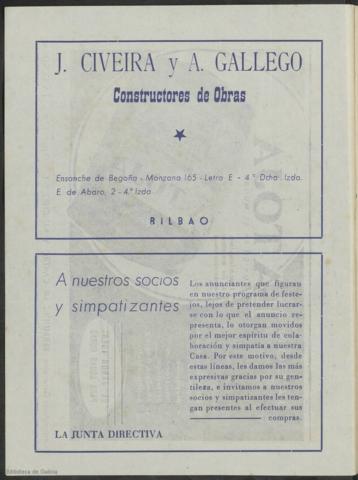 J. CIVEIRA y A. GALLEGO
Constructores de Obras
Ensanche de Begoña - Manzana 165 - Letra E - 4.° Dcha. Izda.
E. de Abaro, 2 - 4.° Izda.
BILBAO
A nuestros socios
y simpatizantes
Los anunciantes que figuran
en nuestro programa de feste-
jos, lejos de pretender lucrar-
se con lo que el anuncio re-
presenta, lo otorgan movidos
por el mejor espíritu de cola-
boración y simpatía a nuestra
Casa. Por este motivo, desde
estas líneas, les damos las más
expresivas gracias por su gen-
tileza, e invitamos a nuestros
socios y simpatizantes les ten-
gan presentes al efectuar sus
compras.
LA JUNTA DIRECTIVA
Biblioteca de Galicia